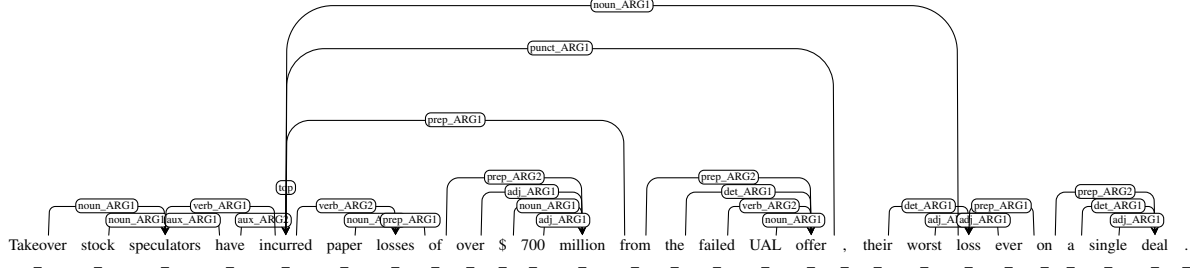 noun_ARG1
punct_ARG1
prep_ARG1
top
prep_ARG2 prep_ARG2
adj_ARG1 det_ARG1 prep_ARG2
noun_ARG1 verb_ARG1 verb_ARG2 noun_ARG1 verb_ARG2 det_ARG1 prep_ARG1 det_ARG1
aux_ARG1 prep_ARG1 adj_ARG1 noun_ARG1 adj_ARG1 adj_ARG1
Takeover stock speculators have incurred paper losses of over $ 700 million from the failed UAL offer , their worst loss ever on a single deal .
_ _ _ _ _ _ _ _ _ _ _ _ _ _ _ _ _ _ _ _ _ _ _ _ _ _ _